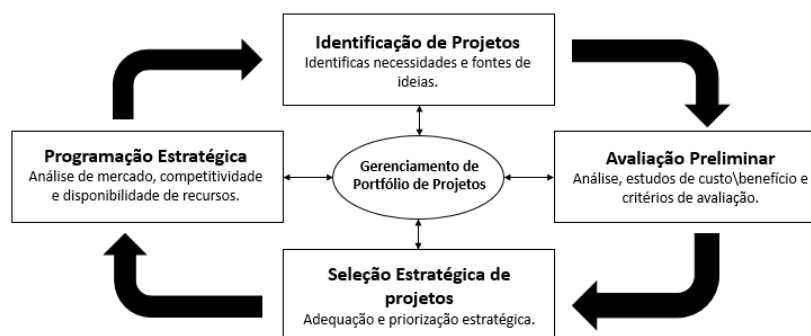 Identificação de Projetos
Identificas necessidades e fontes de
ideias.
Programação Estratégica
Análise de mercado, competitividade
e disponibilidade de recursos.
Gerenciamento de
Portfólio de Projetos
Avaliação Preliminar
Análise, estudos de custo\benefício e
critérios de avaliação.
Seleção Estratégica de
projetos
Adequação e priorização estratégica.